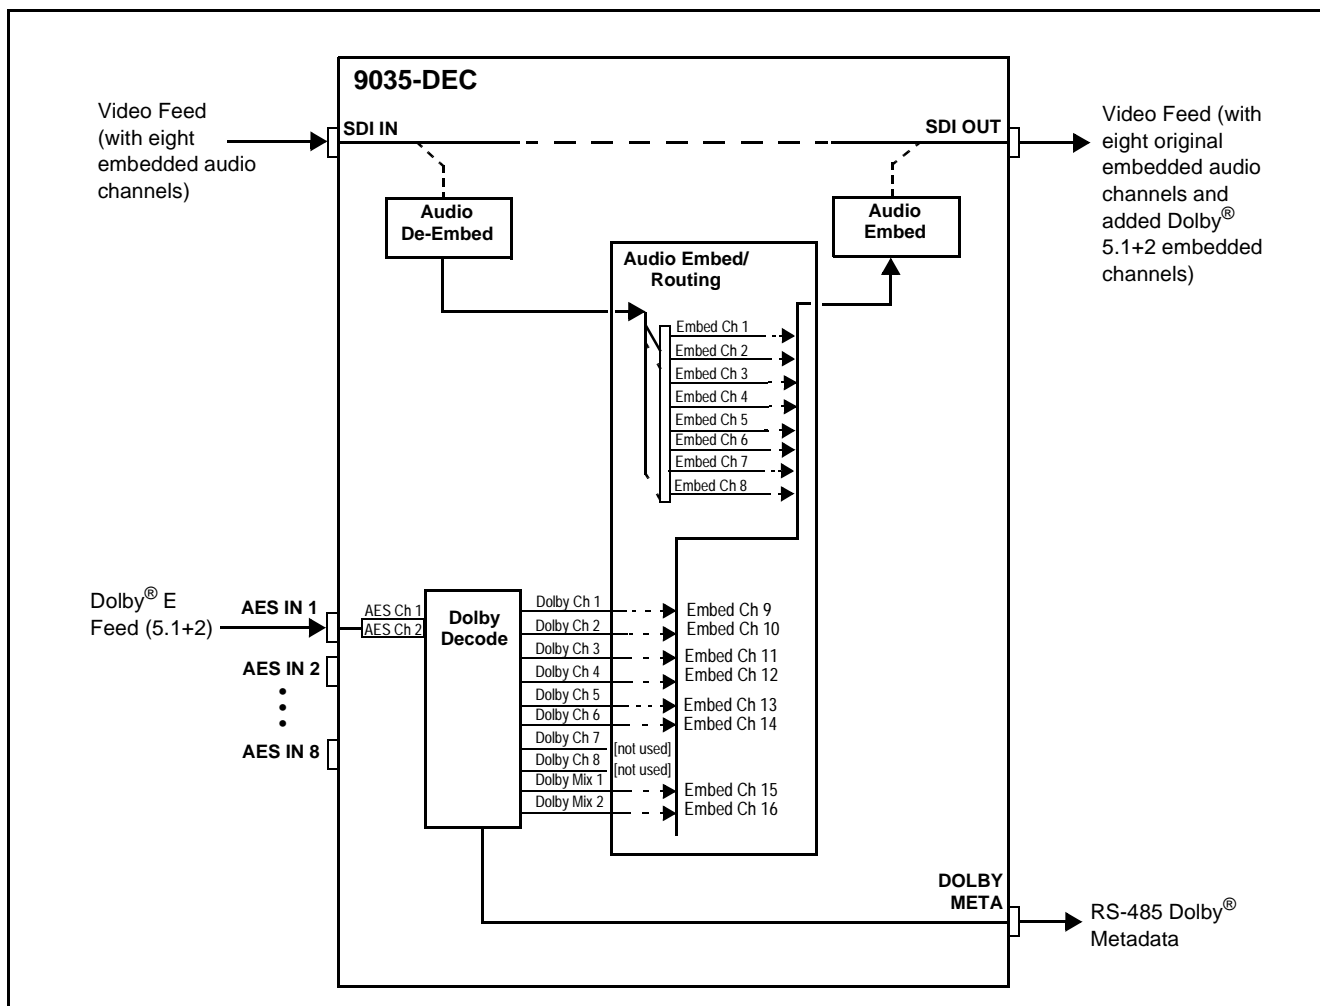 9035-DEC
Video Feed
(with eight
embedded audio
channels)
SDI IN
SDI OUT
Video Feed (with
eight original
embedded audio
channels and
added Dolby®
5.1+2 embedded
channels)
Audio
De-Embed
Audio
Embed
Audio Embed/
Routing
Embed Ch 1
Embed Ch 2
Embed Ch 3
Embed Ch 4
Embed Ch 5
Embed Ch 6
Embed Ch 7
Embed Ch 8
Dolby® E
Feed (5.1+2)
AES IN 1
AES IN 2
AES IN 8
AES Ch 1
AES Ch 2
Dolby
Decode
Dolby Ch 1
Dolby Ch 2
Dolby Ch 3
Dolby Ch 4
Dolby Ch 5
Dolby Ch 6
Dolby Ch 7
Dolby Ch 8
Dolby Mix 1
Dolby Mix 2
[not used]
[not used]
Embed Ch 9
Embed Ch 10
Embed Ch 11
Embed Ch 12
Embed Ch 13
Embed Ch 14
Embed Ch 15
Embed Ch 16
DOLBY
META
RS-485 Dolby®
Metadata